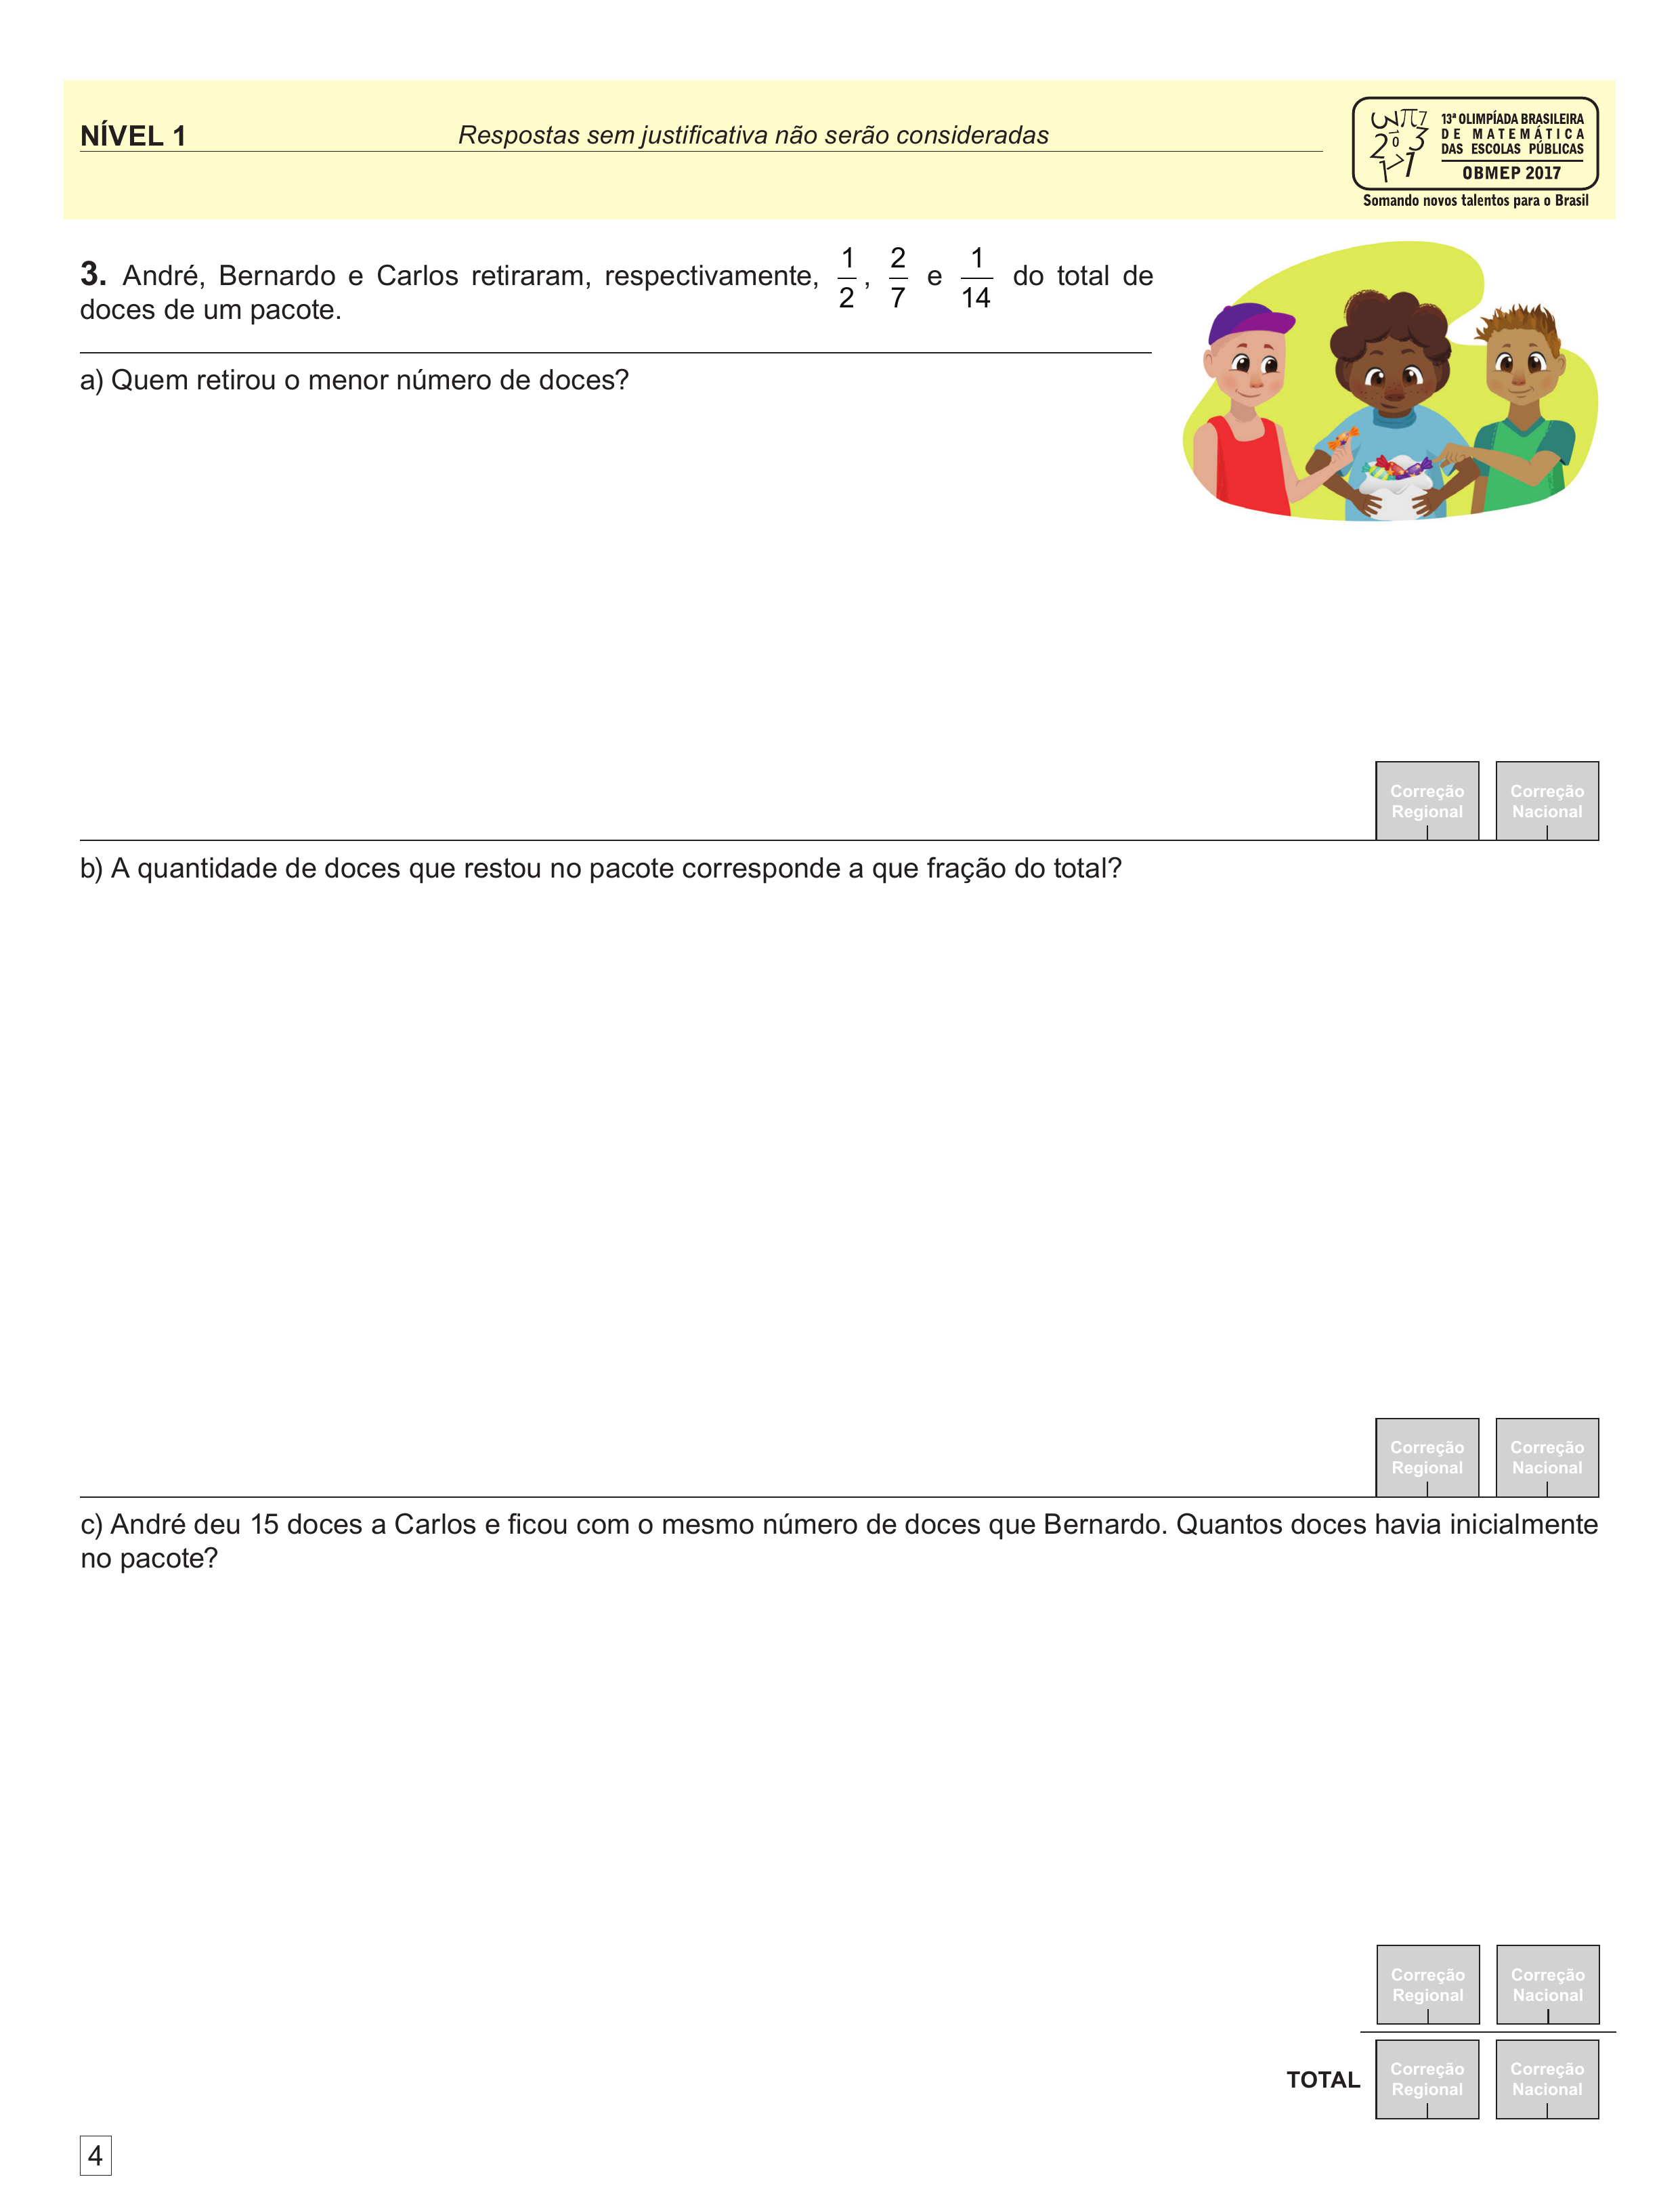 NÍVEL 1
Respostas sem justificativa não serão consideradas
13ª OLIMPÍADA BRASILEIRA
DE MATEMÁTICA
DAS ESCOLAS PÚBLICAS
OBMEP 2017
Somando novos talentos para o Brasil
3. André, Bernardo e Carlos retiraram, respectivamente, 1/2, 2/7 e 1/14 do total de
doces de um pacote.
a) Quem retirou o menor número de doces?
Correção Regional
Correção Nacional
b) A quantidade de doces que restou no pacote corresponde a que fração do total?
Correção Regional
Correção Nacional
c) André deu 15 doces a Carlos e ficou com o mesmo número de doces que Bernardo. Quantos doces havia inicialmente
no pacote?
Correção Regional
Correção Nacional
TOTAL
Correção Regional
Correção Nacional
4